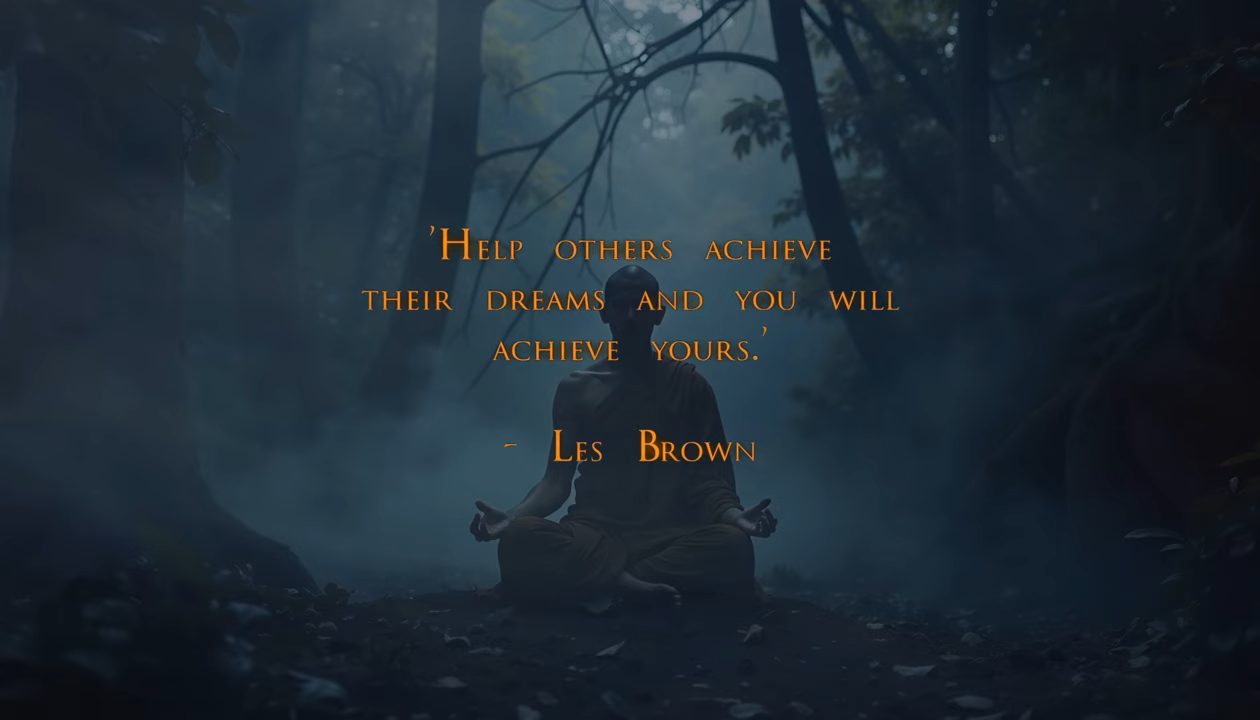 'Help others achieve
their dreams and you will
achieve yours.'
- Les Brown